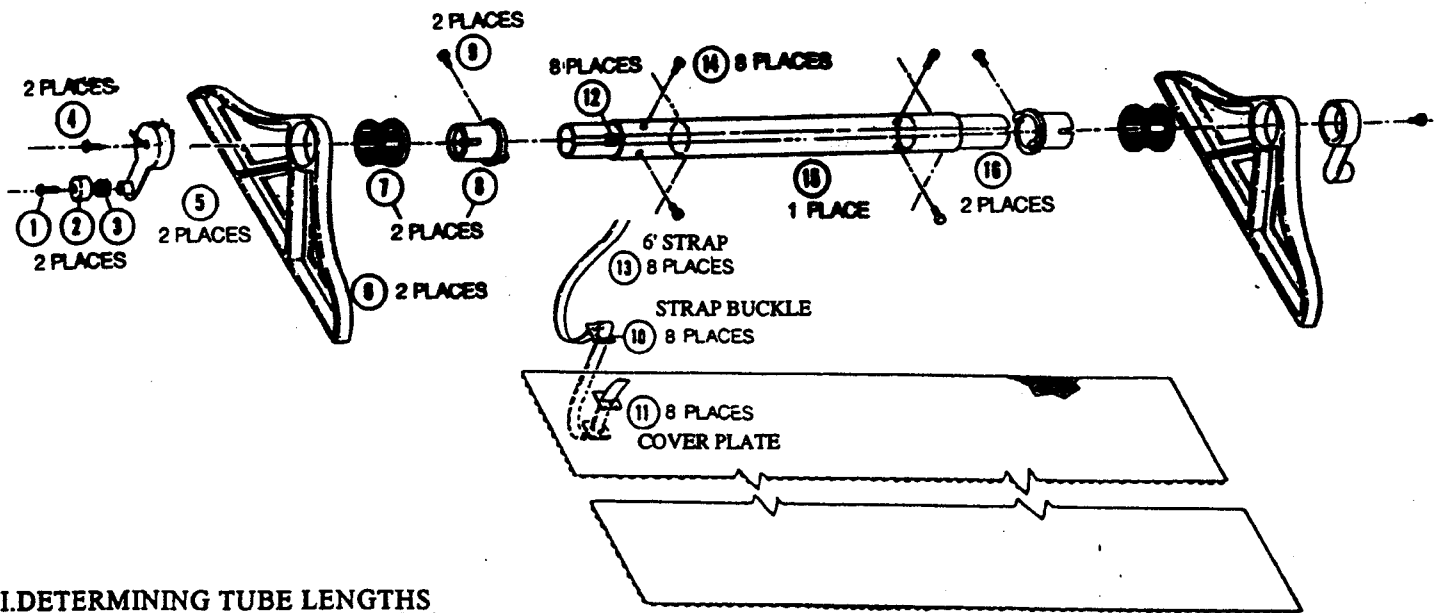 2 PLACES
9
8 PLACES
14 8 PLACES
12
2 PLACES
4
1 2 3
2 PLACES
5
2 PLACES
7 8
2 PLACES
6 2 PLACES
15
1 PLACE
16
2 PLACES
6' STRAP
13 8 PLACES
STRAP BUCKLE
10 8 PLACES
11 8 PLACES
COVER PLATE
I.DETERMINING TUBE LENGTHS